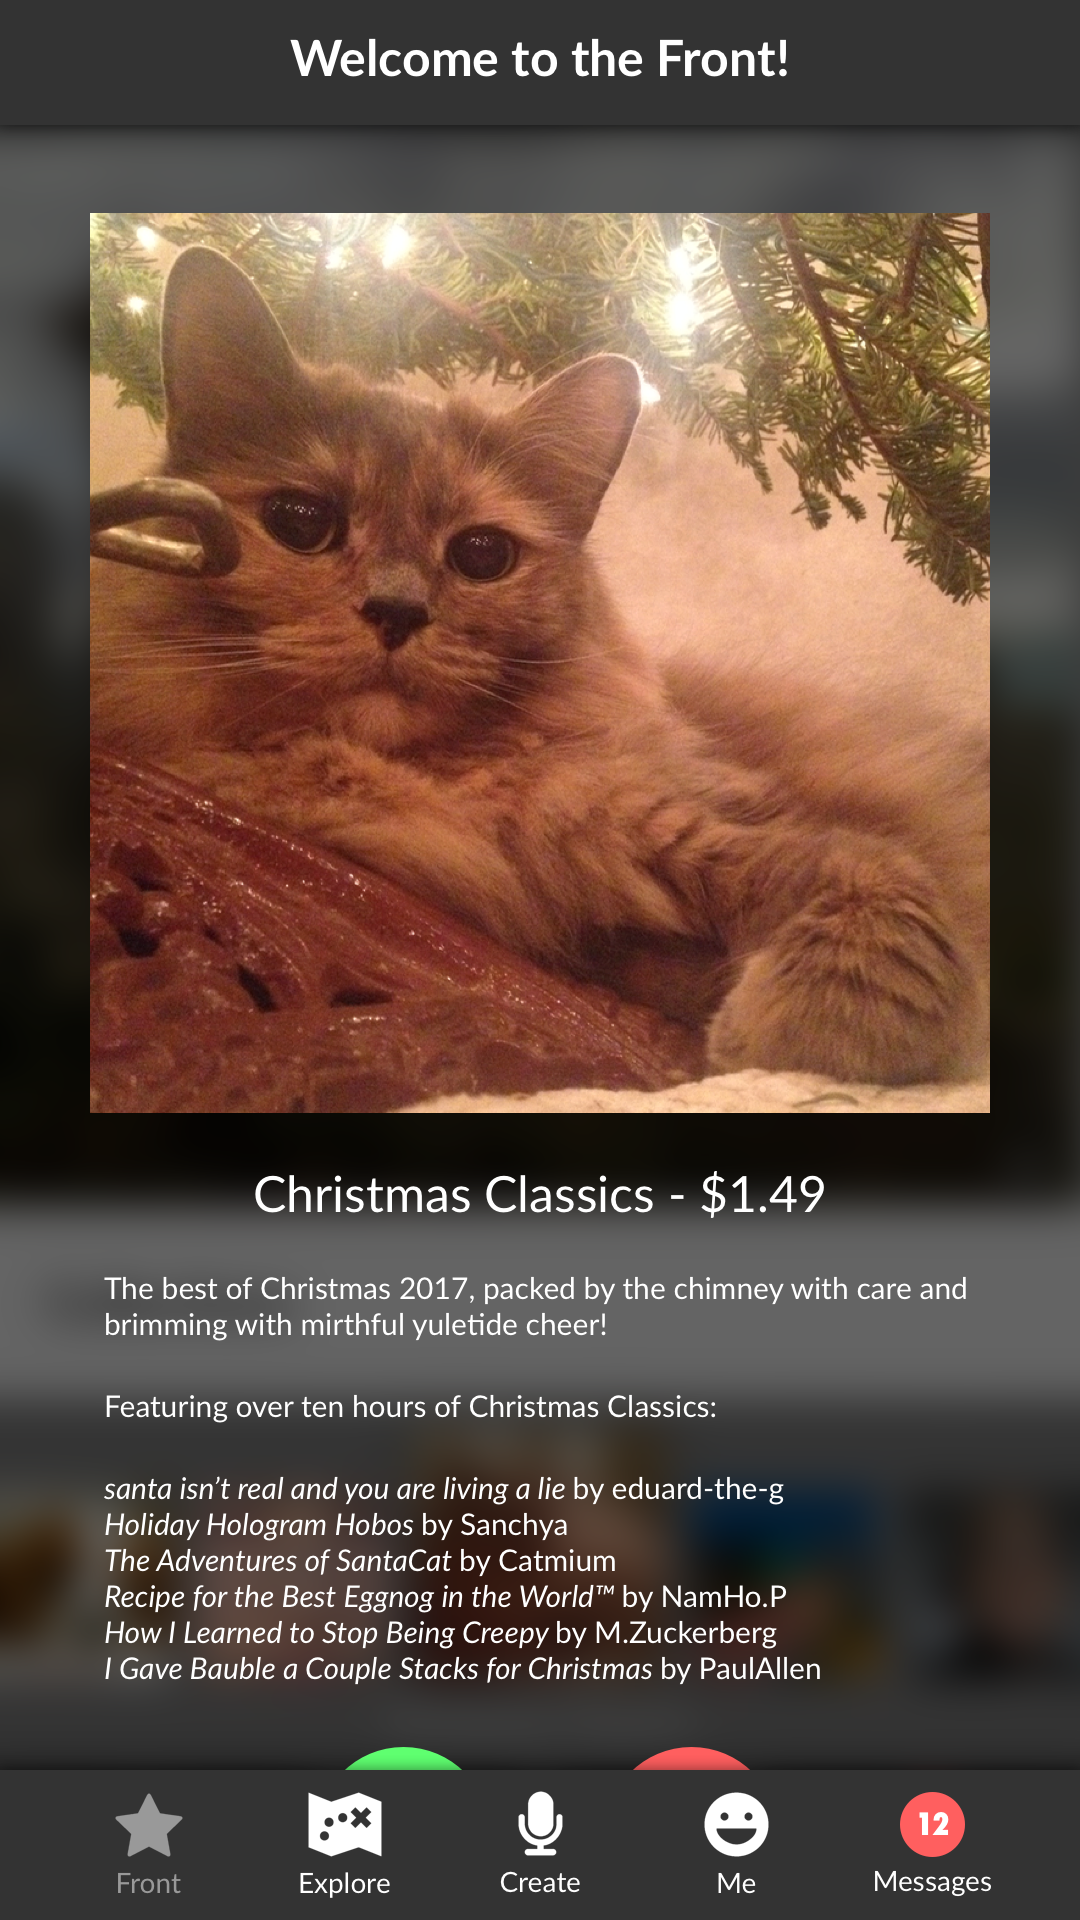 Welcome to the Front!
Christmas Classics - $1.49
The best of Christmas 2017, packed by the chimney with care and
brimming with mirthful yuletide cheer!
Featuring over ten hours of Christmas Classics:
santa isn't real and you are living a lie by eduard-the-g
Holiday Hologram Hobos by Sanchya
The Adventures of SantaCat by Catmium
Recipe for the Best Eggnog in the World™ by NamHo.P
How I Learned to Stop Being Creepy by M.Zuckerberg
I Gave Bauble a Couple Stacks for Christmas by PaulAllen
12
Front Explore Create Me Messages